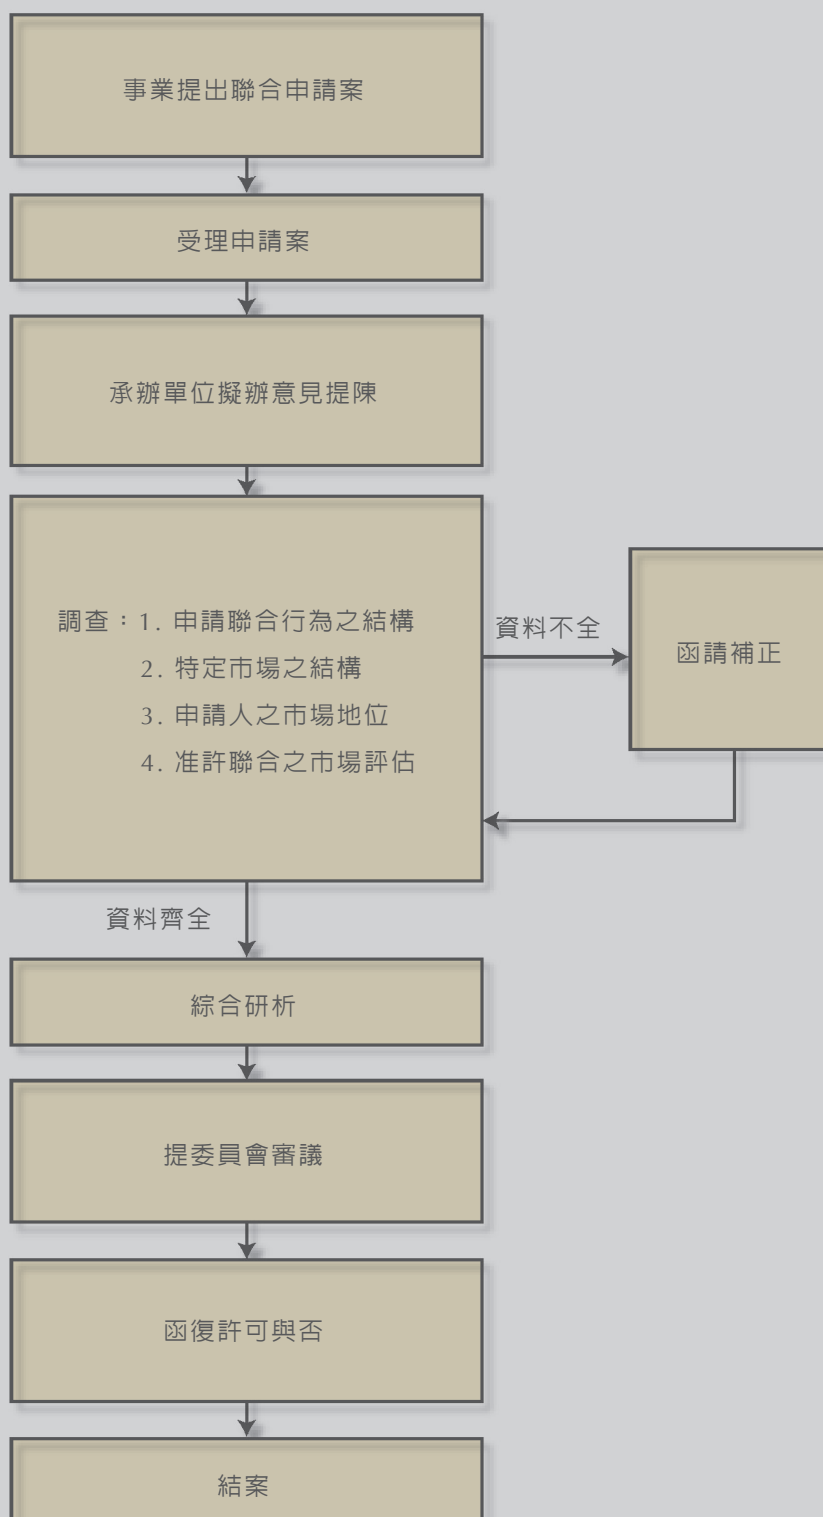 事業提出聯合申請案
受理申請案
承辦單位擬辦意見提陳
調查：1. 申請聯合行為之結構
2. 特定市場之結構
3. 申請人之市場地位
4. 准許聯合之市場評估
資料不全
函請補正
資料齊全
綜合研析
提委員會審議
函復許可與否
結案